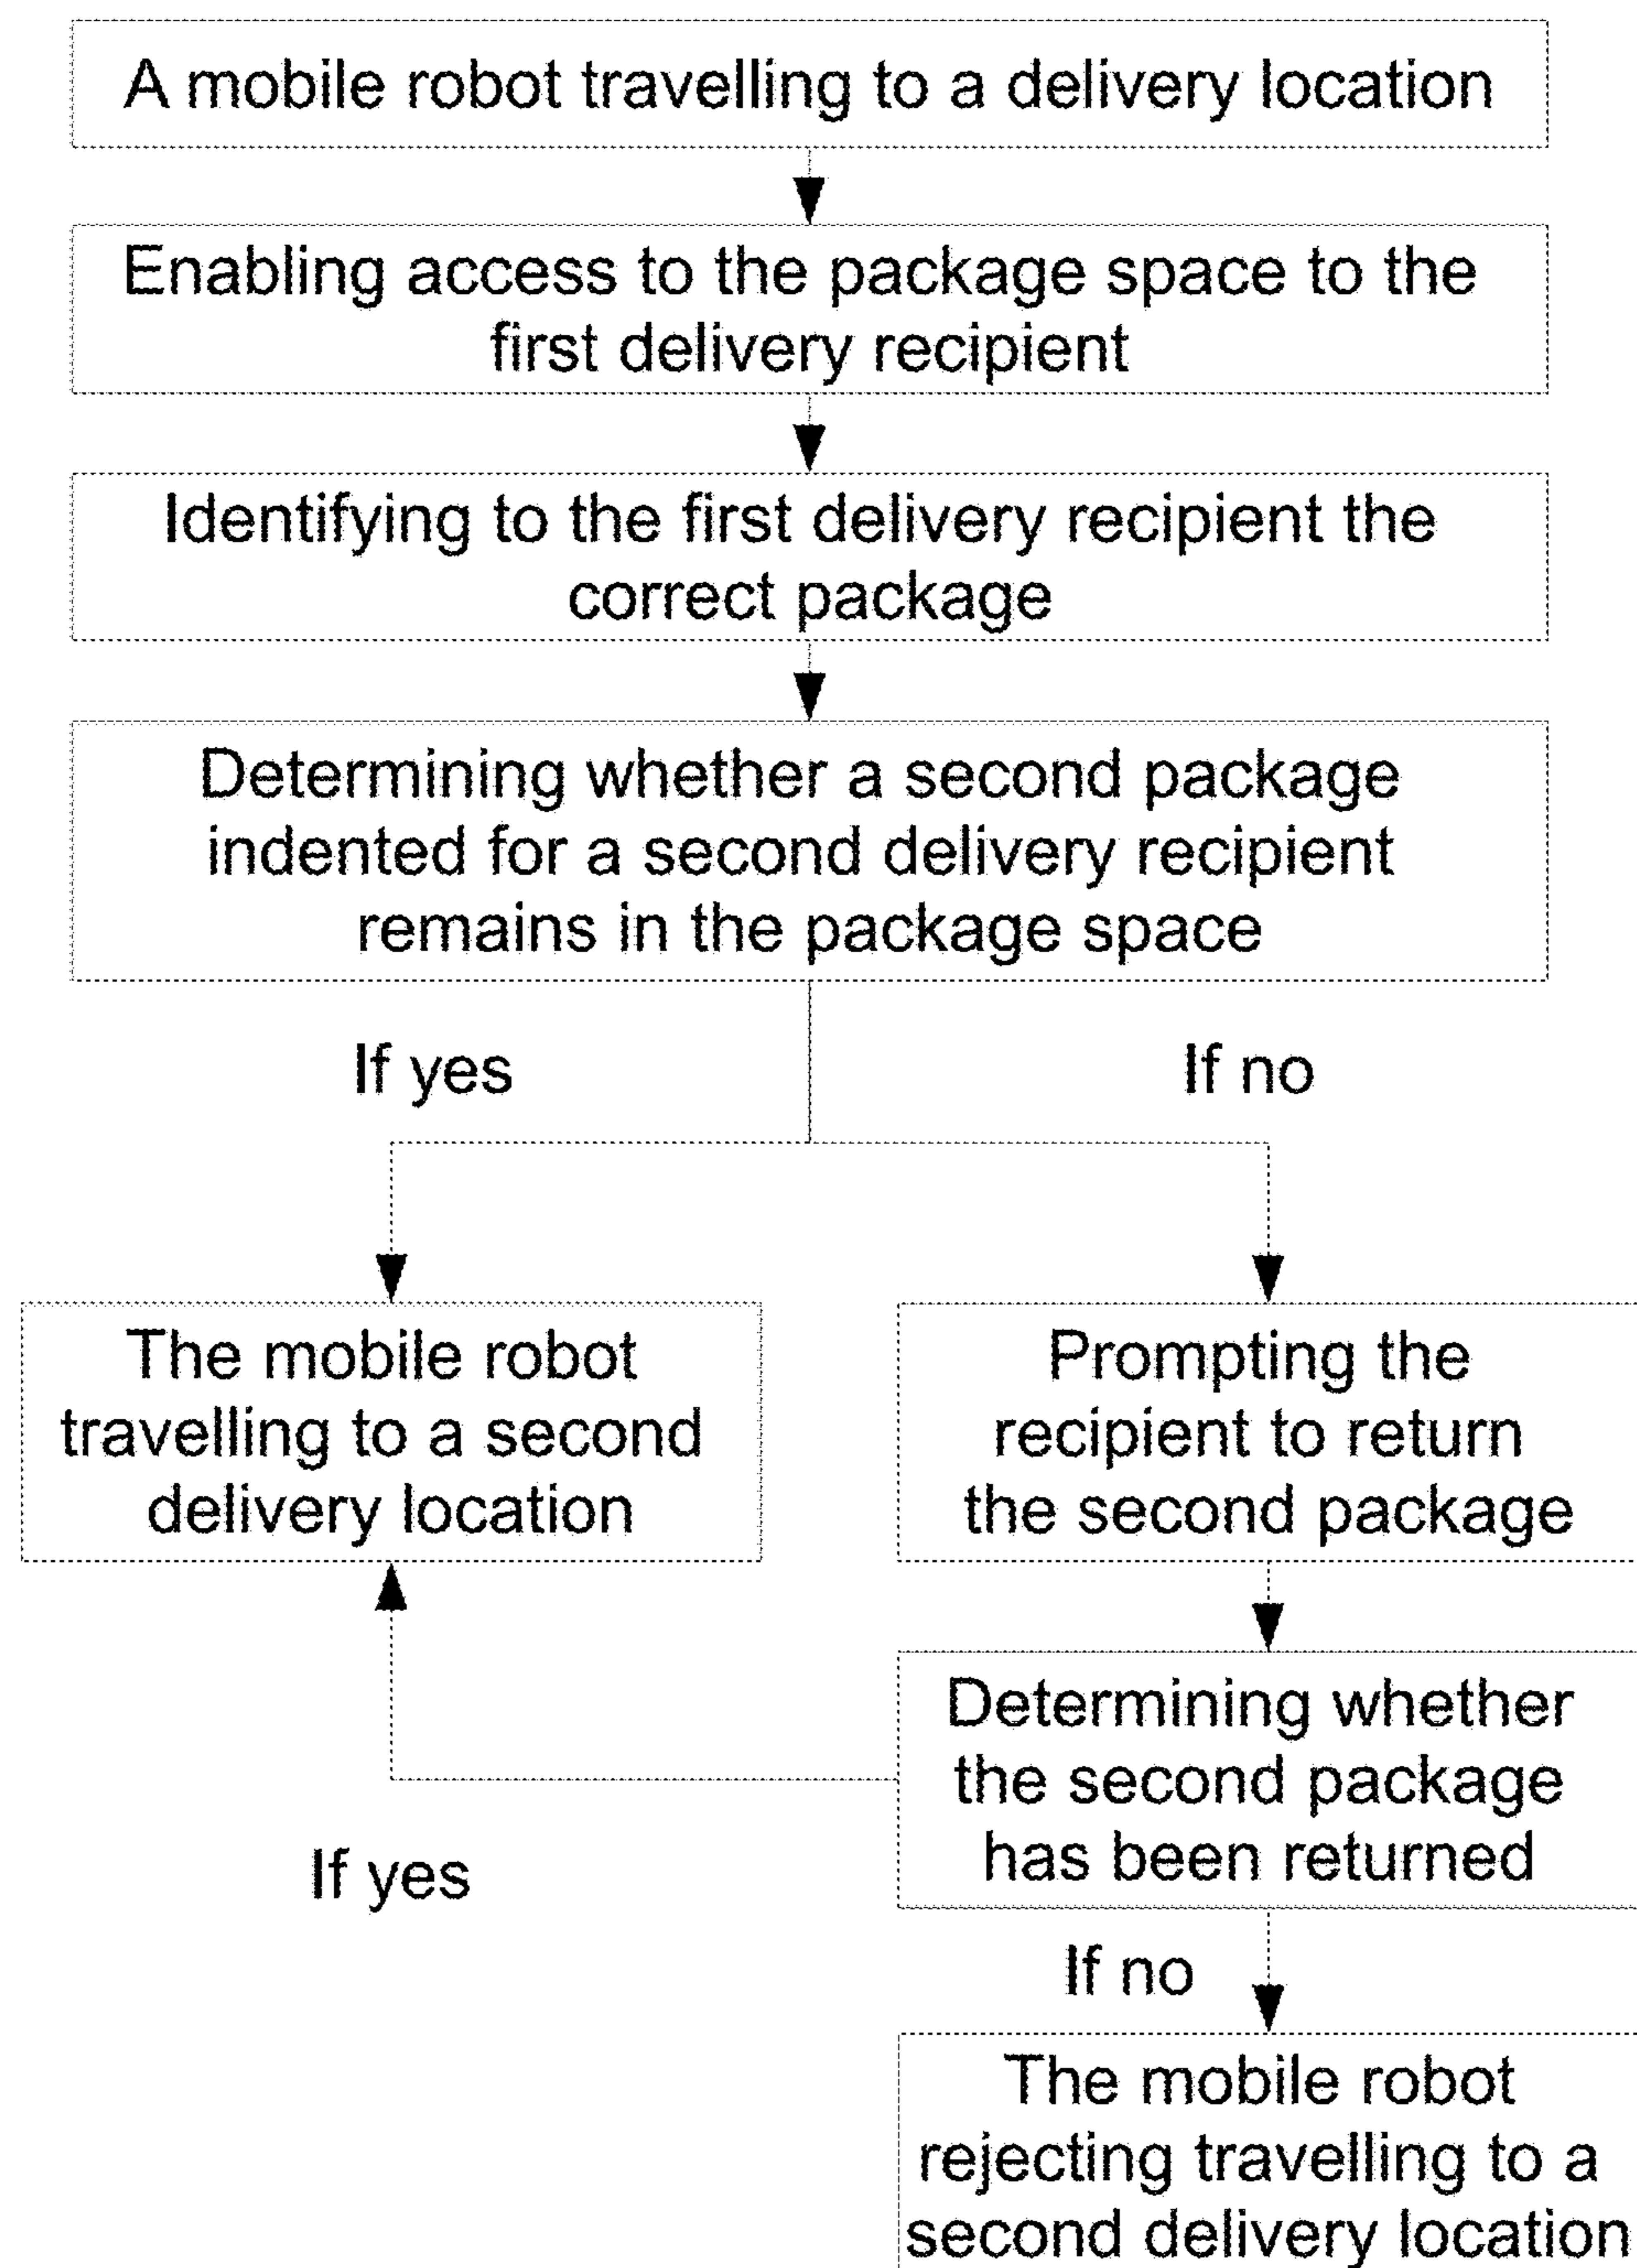 A mobile robot travelling to a delivery location
Enabling access to the package space to the
first delivery recipient
Identifying to the first delivery recipient the
correct package
Determining whether a second package
indented for a second delivery recipient
remains in the package space
If yes
If no
The mobile robot
travelling to a second
delivery location
Prompting the
recipient to return
the second package
Determining whether
the second package
has been returned
If yes
If no
The mobile robot
rejecting travelling to a
second delivery location